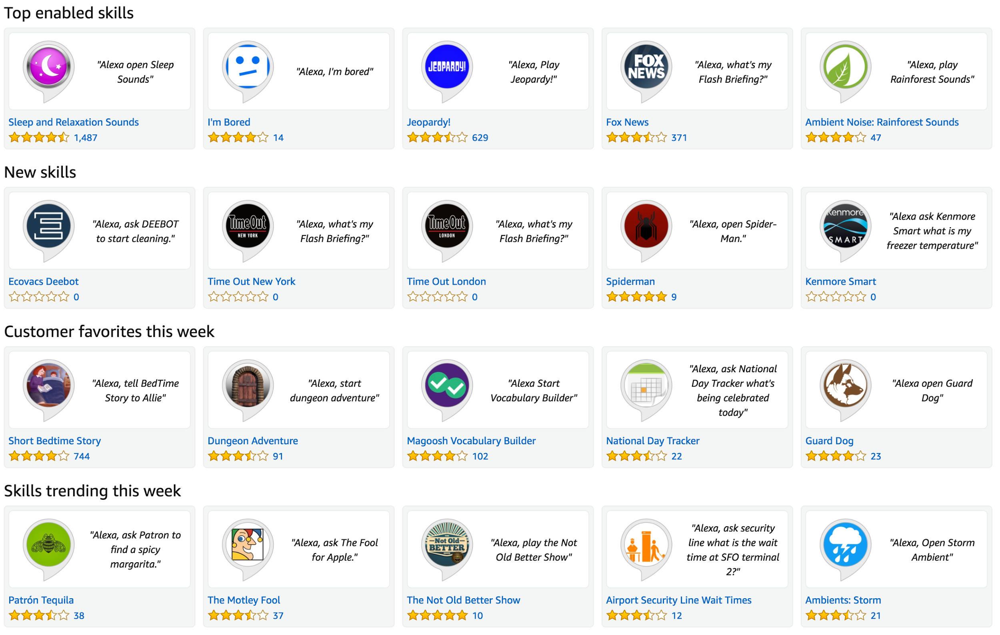 Top enabled skills
"Alexa open Sleep
Sounds"
Sleep and Relaxation Sounds
1,487
"Alexa, I'm bored"
I'm Bored
14
JEOPARDY!
"Alexa, Play
Jeopardy!"
Jeopardy!
629
FOX
NEWS
"Alexa, what's my
Flash Briefing?"
Fox News
371
"Alexa, play
Rainforest Sounds"
Ambient Noise: Rainforest Sounds
47
New skills
"Alexa, ask DEEBOT
to start cleaning."
Ecovacs Deebot
0
TimeOut
NEW YORK
"Alexa, what's my
Flash Briefing?"
Time Out New York
0
TimeOut
LONDON
"Alexa, what's my
Flash Briefing?"
Time Out London
0
"Alexa, open Spider-
Man."
Spiderman
9
Kenmore
SMART
"Alexa ask Kenmore
Smart what is my
freezer temperature"
Kenmore Smart
0
Customer favorites this week
"Alexa, tell BedTime
Story to Allie"
Short Bedtime Story
744
"Alexa, start
dungeon adventure"
Dungeon Adventure
91
"Alexa Start
Vocabulary Builder"
Magoosh Vocabulary Builder
102
"Alexa, ask National
Day Tracker what's
being celebrated
today"
National Day Tracker
22
"Alexa open Guard
Dog"
Guard Dog
23
Skills trending this week
"Alexa, ask Patron to
find a spicy
margarita."
Patrón Tequila
38
"Alexa, ask The Fool
for Apple."
The Motley Fool
37
THE
Not Old
BETTER
SHOW
"Alexa, play the Not
Old Better Show"
The Not Old Better Show
10
"Alexa, ask security
line what is the wait
time at SFO terminal
2?"
Airport Security Line Wait Times
12
"Alexa, Open Storm
Ambient"
Ambients: Storm
21